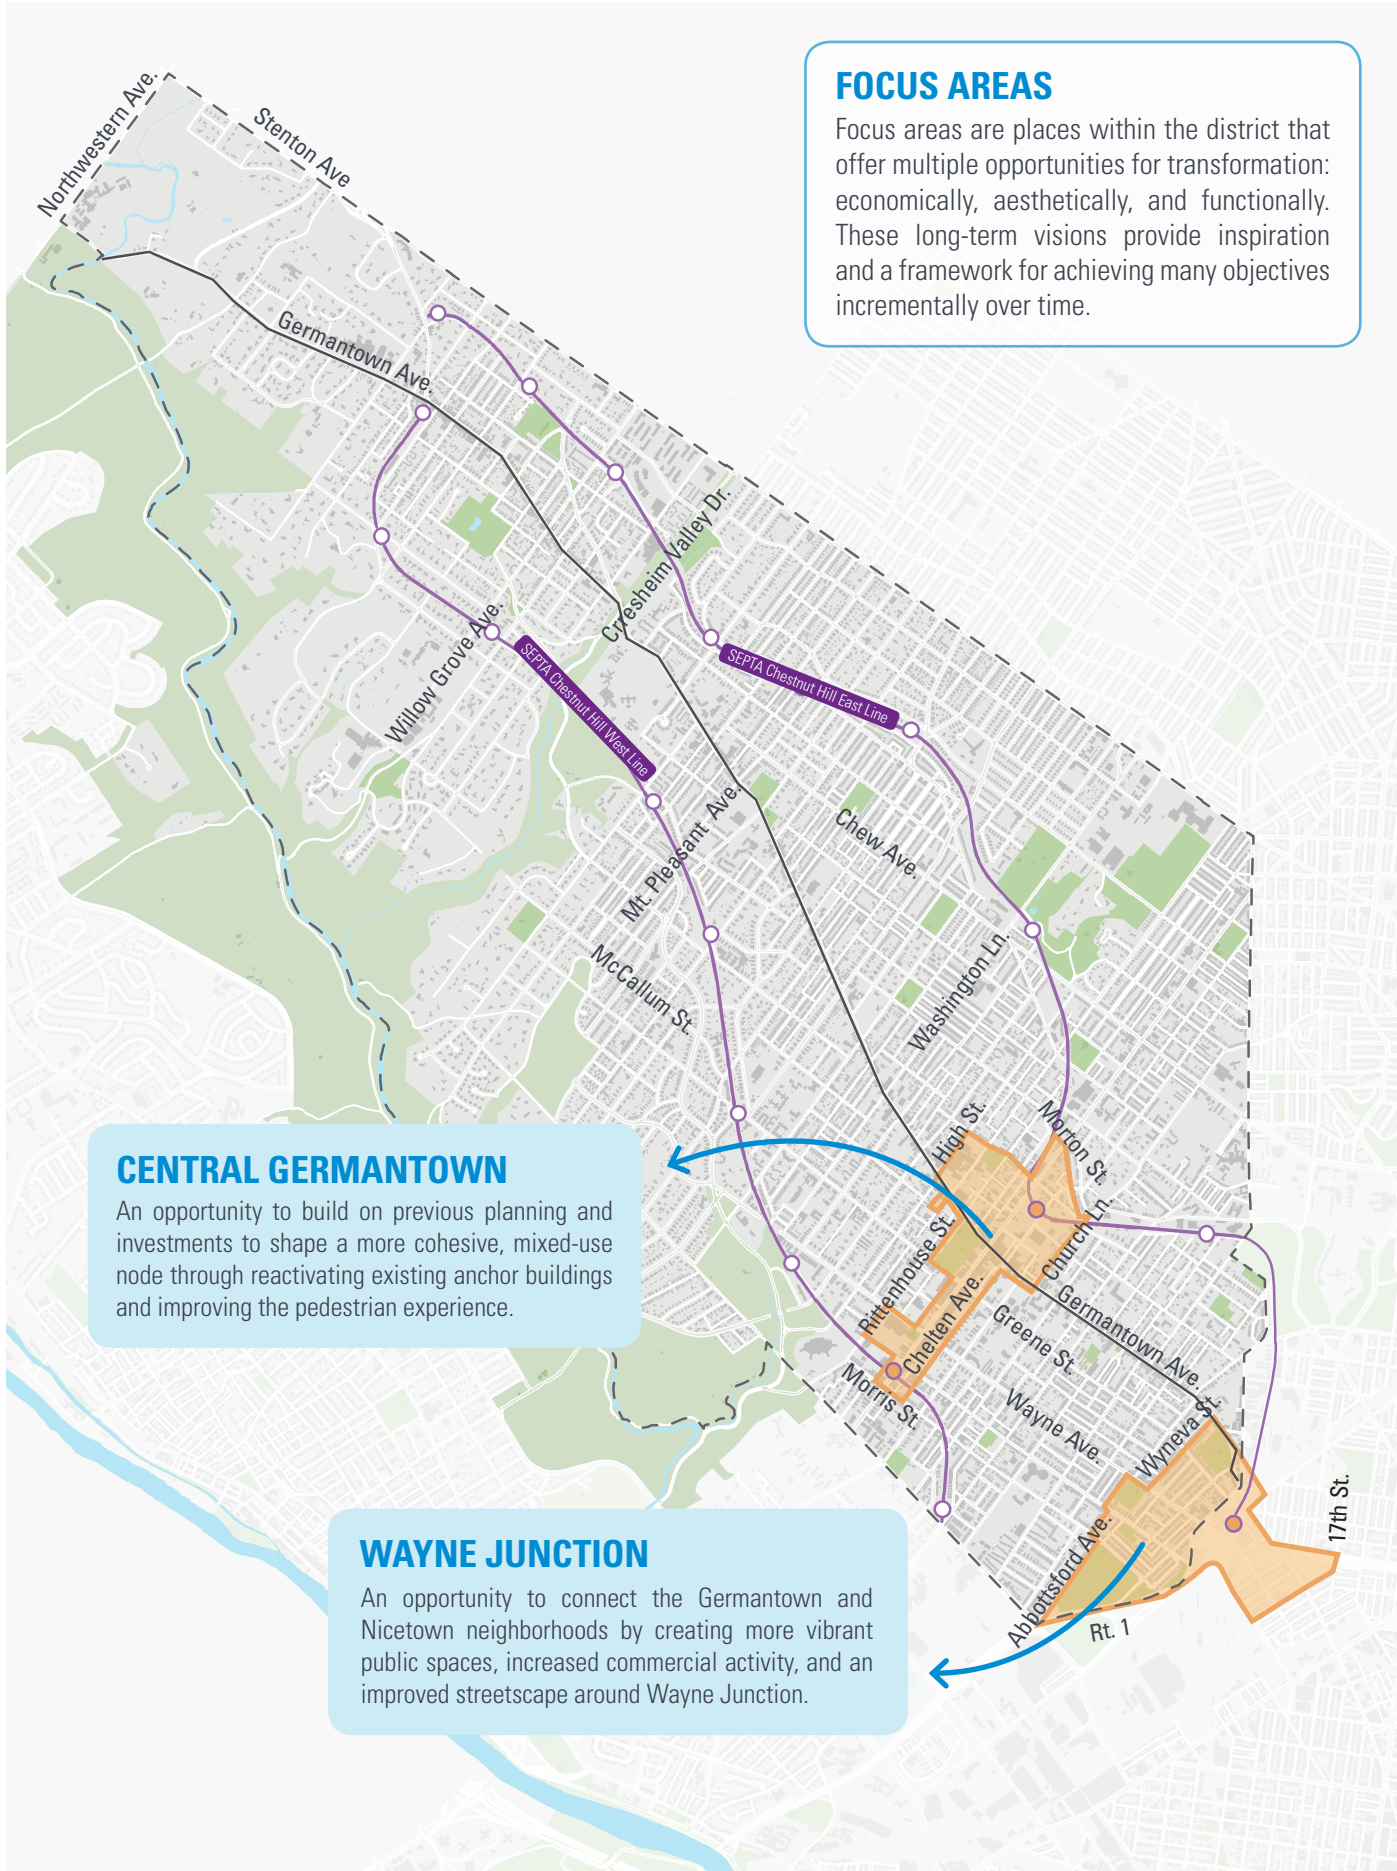 FOCUS AREAS
Focus areas are places within the district that
offer multiple opportunities for transformation:
economically, aesthetically, and functionally.
These long-term visions provide inspiration
and a framework for achieving many objectives
incrementally over time.
Northwestern Ave.
Stenton Ave
Germantown Ave.
Crresheim Valley Dr.
Willow Grove Ave.
SEPTA Chestnut Hill West Line
SEPTA Chestnut Hill East Line
Mt. Pleasant Ave.
Chew Ave.
McCallum St.
Washington Ln.
High St.
Morton St.
CENTRAL GERMANTOWN
An opportunity to build on previous planning and
investments to shape a more cohesive, mixed-use
node through reactivating existing anchor buildings
and improving the pedestrian experience.
Rittenhouse St.
Church Ln.
Chelten Ave.
Germantown Ave.
Greene St.
Morris St.
Wayne Ave.
Wyneva St.
17th St.
Abbottsford Ave.
Rt. 1
WAYNE JUNCTION
An opportunity to connect the Germantown and
Nicetown neighborhoods by creating more vibrant
public spaces, increased commercial activity, and an
improved streetscape around Wayne Junction.